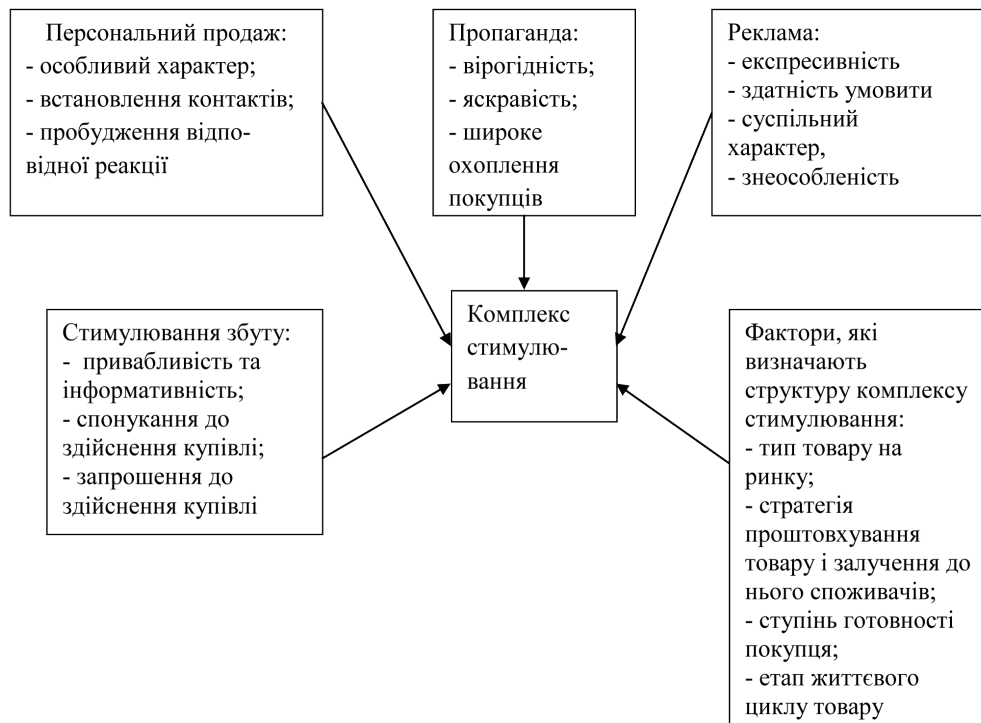 Персональний продаж:
- особливий характер;
- встановлення контактів;
- пробудження відпо-
відної реакції
Пропаганда:
- вірогідність;
- яскравість;
- широке
охоплення
покупців
Реклама:
- експресивність
- здатність умовити
- суспільний
характер,
- знеособленість
Стимулювання збуту:
- привабливість та
інформативність;
- спонукання до
здійснення купівлі;
- запрошення до
здійснення купівлі
Комплекс
стимулю-
вання
Фактори, які
визначають
структуру комплексу
стимулювання:
- тип товару на
ринку;
- стратегія
проштовхування
товару і залучення до
нього споживачів;
- ступінь готовності
покупця;
- етап життєвого
циклу товару